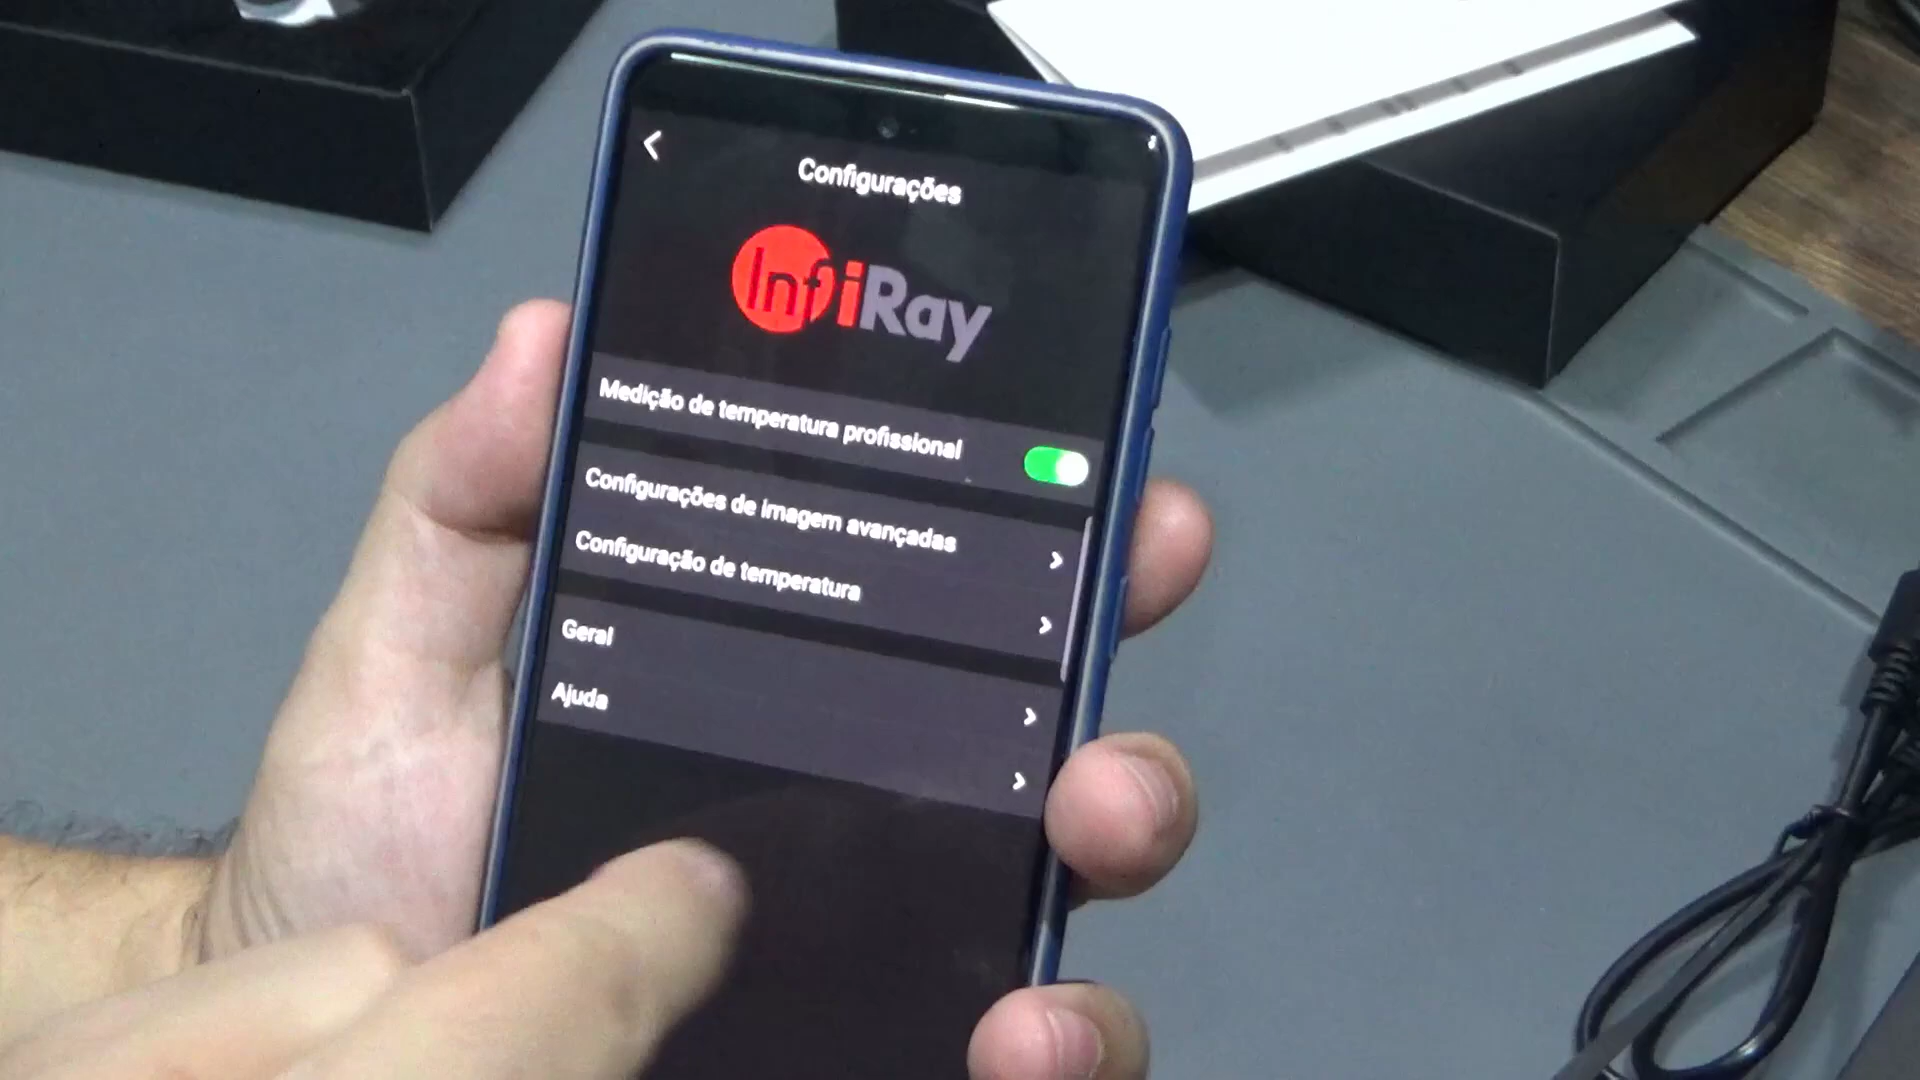 Configurações
InfiRay
Medição de temperatura profissional
Configurações de imagem avançadas
Configuração de temperatura
Geral
Ajuda